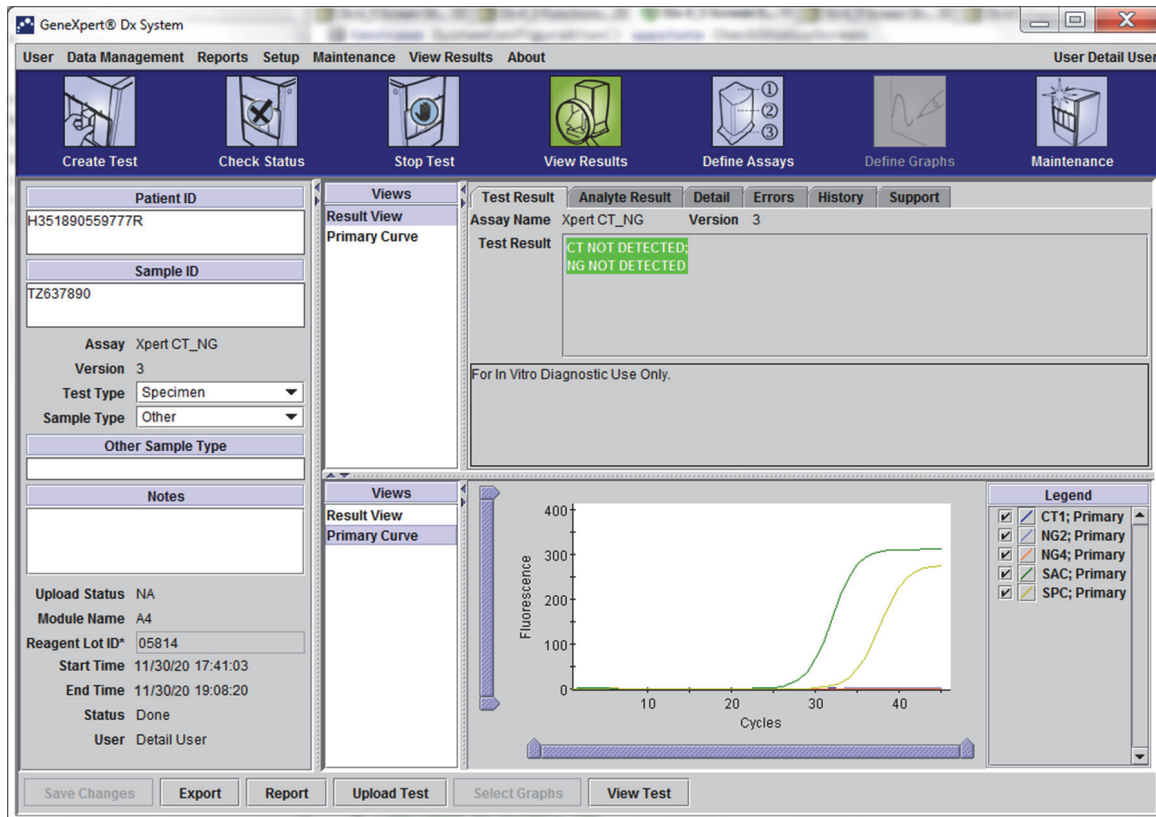 GeneXpert® Dx System
User Data Management Reports Setup Maintenance View Results About User Detail User
Create Test Check Status Stop Test View Results Define Assays Define Graphs Maintenance
1
2
3
Patient ID
H351890559777R
Sample ID
TZ637890
Assay Xpert CT_NG
Version 3
Test Type Specimen
Sample Type Other
Other Sample Type
Notes
Upload Status NA
Module Name A4
Reagent Lot ID* 05814
Start Time 11/30/20 17:41:03
End Time 11/30/20 19:08:20
Status Done
User Detail User
Views
Result View
Primary Curve
Test Result Analyte Result Detail Errors History Support
Assay Name Xpert CT_NG Version 3
Test Result CT NOT DETECTED;
NG NOT DETECTED
For In Vitro Diagnostic Use Only.
Views
Result View
Primary Curve
400
300
200
100
0
Fluorescence
10 20 30 40
Cycles
Legend
CT1; Primary
NG2; Primary
NG4; Primary
SAC; Primary
SPC; Primary
Save Changes Export Report Upload Test Select Graphs View Test